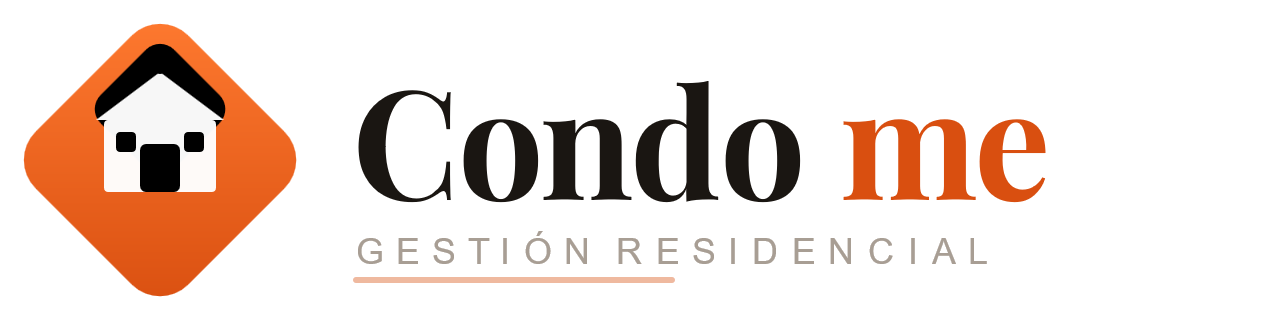 Condo me
GESTIÓN RESIDENCIAL